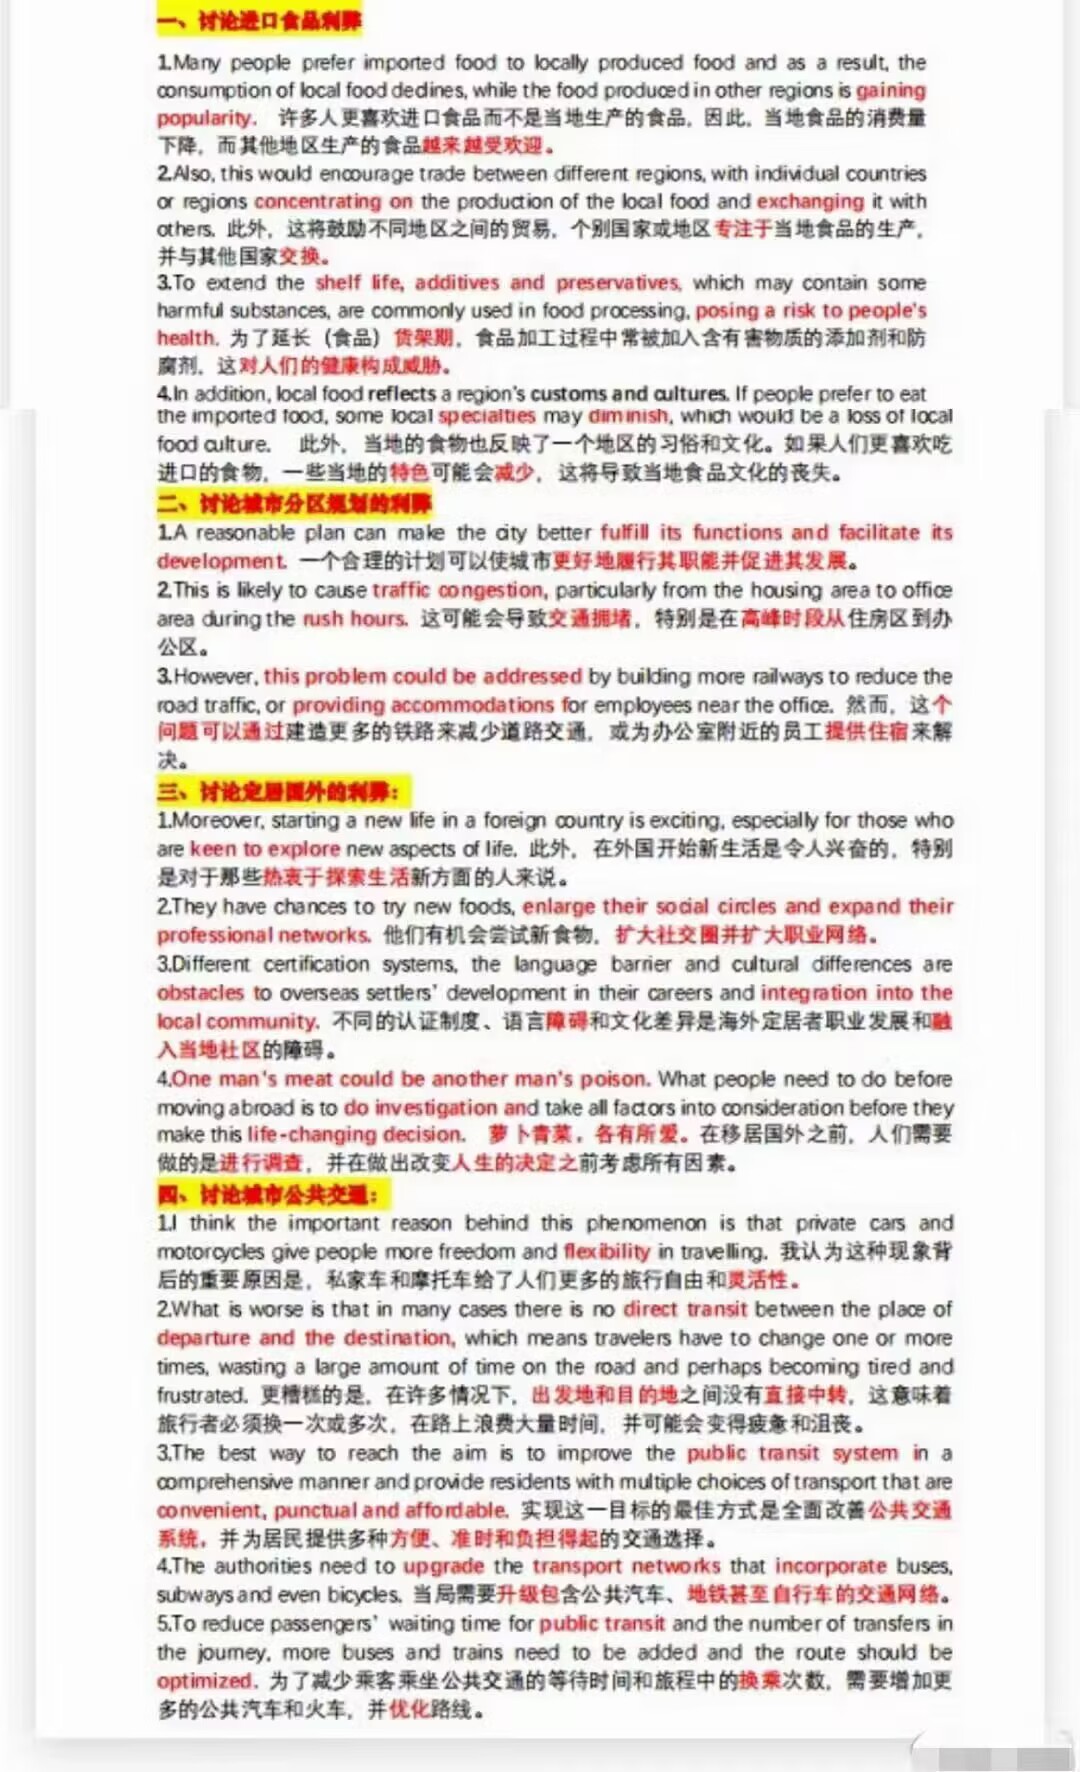 一、讨论进口食品利弊
1.Many people prefer imported food to locally produced food and as a result, the
consumption of local food declines, while the food produced in other regions is gaining
popularity. 许多人更喜欢进口食品而不是当地生产的食品，因此，当地食品的消费量
下降，而其他地区生产的食品越来越受欢迎。
2.Also, this would encourage trade between different regions, with individual countries
or regions concentrating on the production of the local food and exchanging it with
others. 此外，这将鼓励不同地区之间的贸易，个别国家或地区专注于当地食品的生产，
并与其他国家交换。
3.To extend the shelf life, additives and preservatives, which may contain some
harmful substances, are commonly used in food processing, posing a risk to people's
health. 为了延长（食品）货架期，食品加工过程中常被加入含有害物质的添加剂和防
腐剂，这对人们的健康构成威胁。
4.In addition, local food reflects a region's customs and cultures. If people prefer to eat
the imported food, some local specialties may diminish, which would be a loss of local
food culture. 此外，当地的食物也反映了一个地区的习俗和文化。如果人们更喜欢吃
进口的食物，一些当地的特色可能会减少，这将导致当地食品文化的丧失。
二、讨论城市分区规划的利弊
1.A reasonable plan can make the city better fulfill its functions and facilitate its
development. 一个合理的计划可以使城市更好地履行其职能并促进其发展。
2.This is likely to cause traffic congestion, particularly from the housing area to office
area during the rush hours. 这可能会导致交通拥堵，特别是在高峰时段从住房区到办
公区。
3.However, this problem could be addressed by building more railways to reduce the
road traffic, or providing accommodations for employees near the office. 然而，这个
问题可以通过建造更多的铁路来减少道路交通，或为办公室附近的员工提供住宿来解
决。
三、讨论定居国外的利弊：
1.Moreover, starting a new life in a foreign country is exciting, especially for those who
are keen to explore new aspects of life. 此外，在外国开始新生活是令人兴奋的，特别
是对于那些热衷于探索生活新方面的人来说。
2.They have chances to try new foods, enlarge their social circles and expand their
professional networks. 他们有机会尝试新食物，扩大社交圈并扩大职业网络。
3.Different certification systems, the language barrier and cultural differences are
obstacles to overseas settlers' development in their careers and integration into the
local community. 不同的认证制度、语言障碍和文化差异是海外定居者职业发展和融
入当地社区的障碍。
4.One man's meat could be another man's poison. What people need to do before
moving abroad is to do investigation and take all factors into consideration before they
make this life-changing decision. 萝卜青菜，各有所爱。在移居国外之前，人们需要
做的是进行调查，并在做出改变人生的决定之前考虑所有因素。
四、讨论城市公共交通：
1.I think the important reason behind this phenomenon is that private cars and
motorcycles give people more freedom and flexibility in travelling. 我认为这种现象背
后的重要原因是，私家车和摩托车给了人们更多的旅行自由和灵活性。
2.What is worse is that in many cases there is no direct transit between the place of
departure and the destination, which means travelers have to change one or more
times, wasting a large amount of time on the road and perhaps becoming tired and
frustrated. 更糟糕的是，在许多情况下，出发地和目的地之间没有直接中转，这意味着
旅行者必须换一次或多次，在路上浪费大量时间，并可能会变得疲惫和沮丧。
3.The best way to reach the aim is to improve the public transit system in a
comprehensive manner and provide residents with multiple choices of transport that are
convenient, punctual and affordable. 实现这一目标的最佳方式是全面改善公共交通
系统，并为居民提供多种方便、准时和负担得起的交通选择。
4.The authorities need to upgrade the transport networks that incorporate buses,
subways and even bicycles. 当局需要升级包含公共汽车、地铁甚至自行车的交通网络。
5.To reduce passengers' waiting time for public transit and the number of transfers in
the journey, more buses and trains need to be added and the route should be
optimized. 为了减少乘客乘坐公共交通的等待时间和旅程中的换乘次数，需要增加更
多的公共汽车和火车，并优化路线。